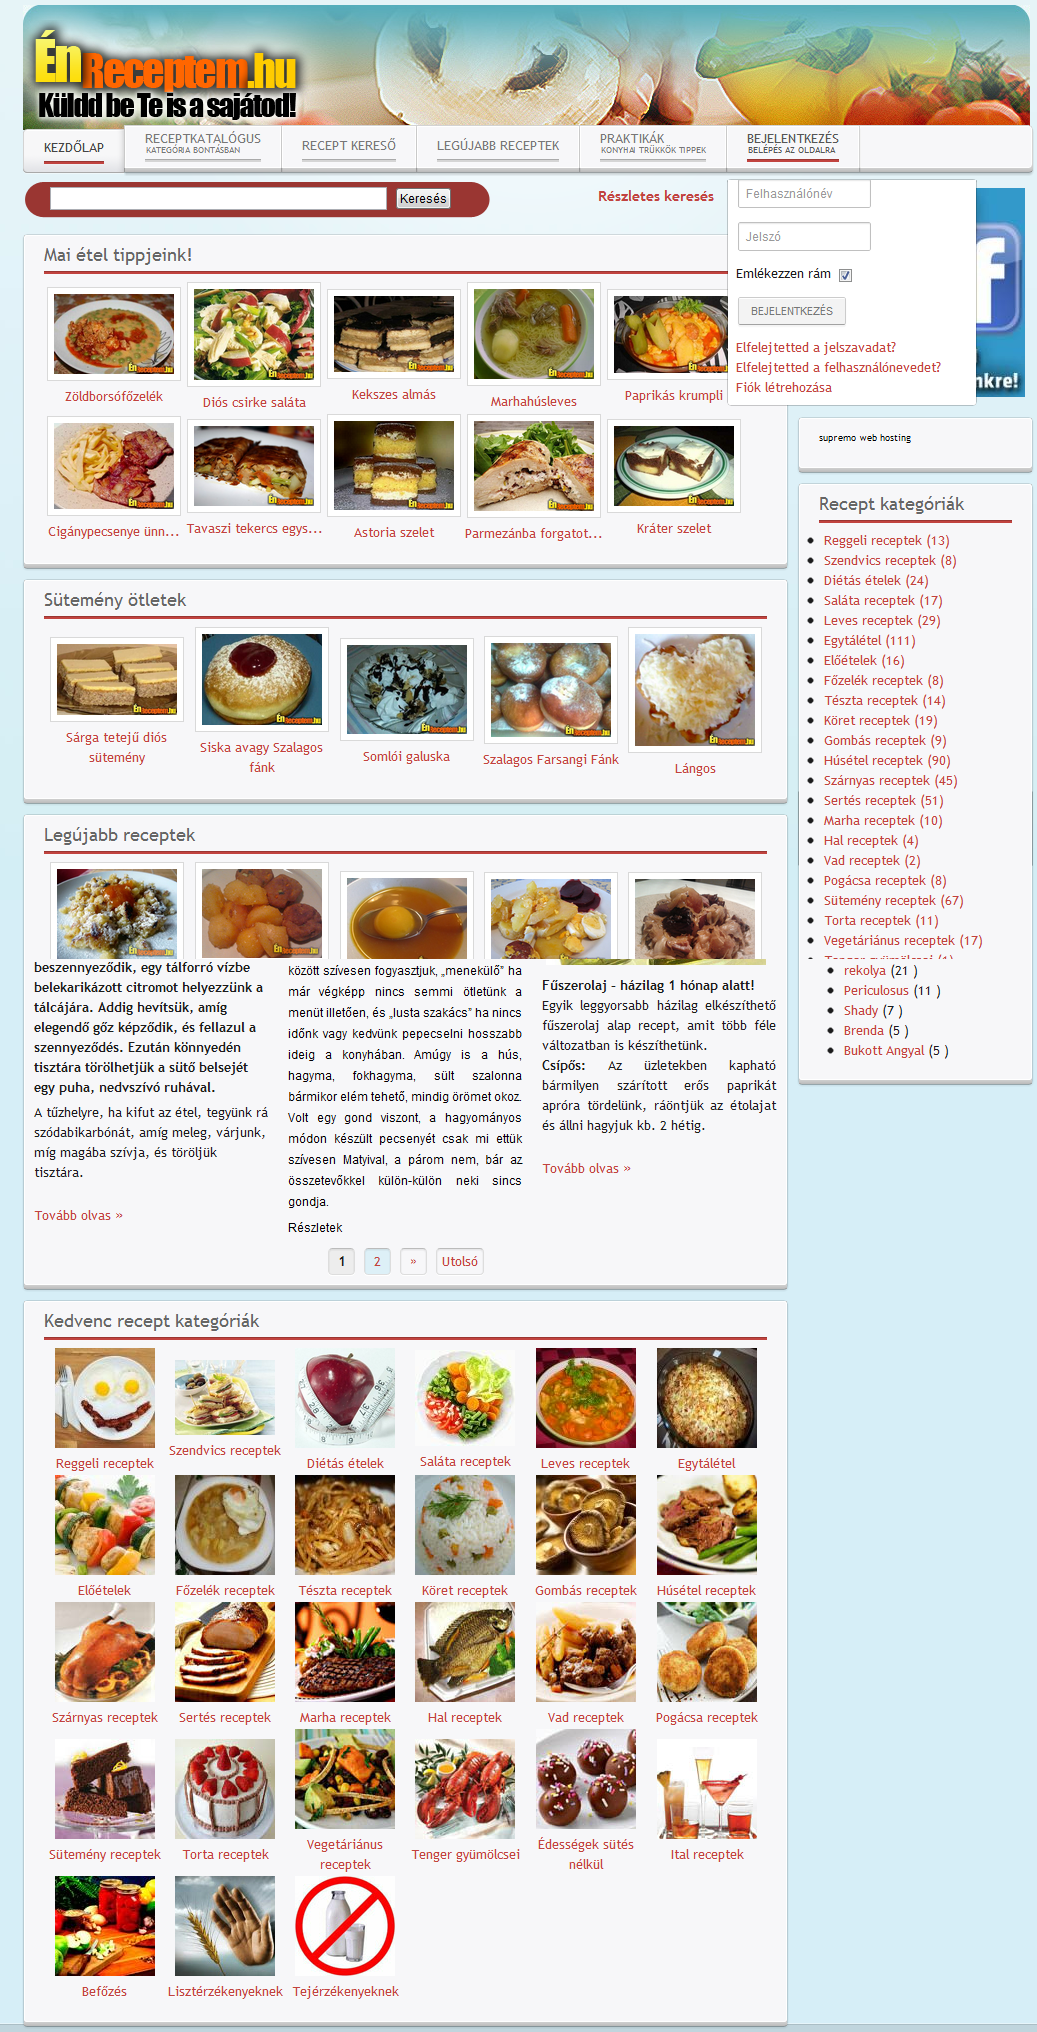 Én Receptem.hu
Küldd be Te is a sajátod!
KEZDŐLAP
RECEPTKATALÓGUS
KATEGÓRIA BONTÁSBAN
RECEPT KERESŐ
LEGÚJABB RECEPTEK
PRAKTIKÁK
KONYHAI TRÜKKÖK TIPPEK
BEJELENTKEZÉS
BELÉPÉS AZ OLDALRA
Keresés
Részletes keresés
Felhasználónév
Jelszó
Emlékezzen rám
BEJELENTKEZÉS
Elfelejtetted a jelszavadat?
Elfelejtetted a felhasználónevedet?
Fiók létrehozása
f
nkre!
Mai étel tippjeink!
Zöldborsófőzelék
Diós csirke saláta
Kekszes almás
Marhahúsleves
Paprikás krumpli
Cigánypecsenye ünn...
Tavaszi tekercs egys...
Astoria szelet
Parmezánba forgatot...
Kráter szelet
supremo web hosting
Sütemény ötletek
Sárga tetejű diós
sütemény
Siska avagy Szalagos
fánk
Somlói galuska
Szalagos Farsangi Fánk
Lángos
Recept kategóriák
Reggeli receptek (13)
Szendvics receptek (8)
Diétás ételek (24)
Saláta receptek (17)
Leves receptek (29)
Egytálétel (111)
Előételek (16)
Főzelék receptek (8)
Tészta receptek (14)
Köret receptek (19)
Gombás receptek (9)
Húsétel receptek (90)
Szárnyas receptek (45)
Sertés receptek (51)
Marha receptek (10)
Hal receptek (4)
Vad receptek (2)
Pogácsa receptek (8)
Sütemény receptek (67)
Torta receptek (11)
Vegetáriánus receptek (17)
rekolya (21 )
Periculosus (11 )
Shady (7 )
Brenda (5 )
Bukott Angyal (5 )
Legújabb receptek
beszennyeződik, egy tálforró vízbe
belekarikázott citromot helyezzünk a
tálcájára. Addig hevítsük, amíg
elegendő gőz képződik, és fellazul a
szennyeződés. Ezután könnyedén
tisztára törölhetjük a sütő belsejét
egy puha, nedvszívó ruhával.
A tűzhelyre, ha kifut az étel, tegyünk rá
szódabikarbónát, amíg meleg, várjunk,
míg magába szívja, és töröljük
tisztára.
Tovább olvas »
között szívesen fogyasztjuk, „menekülő” ha
már végképp nincs semmi ötletünk a
menüt illetően, és „lusta szakács” ha nincs
időnk vagy kedvünk pepecselni hosszabb
ideig a konyhában. Amúgy is a hús,
hagyma, fokhagyma, sült szalonna
bármikor elém tehető, mindig örömet okoz.
Volt egy gond viszont, a hagyományos
módon készült pecsenyét csak mi ettük
szívesen Matyival, a párom nem, bár az
összetevőkkel külön-külön neki sincs
gondja.
Részletek
Fűszerolaj - házilag 1 hónap alatt!
Egyik leggyorsabb házilag elkészíthető
fűszerolaj alap recept, amit több féle
változatban is készíthetünk.
Csípős: Az üzletekben kapható
bármilyen szárított erős paprikát
apróra tördelünk, ráöntjük az étolajat
és állni hagyjuk kb. 2 hétig.
Tovább olvas »
1 2 » Utolsó
Kedvenc recept kategóriák
Reggeli receptek
Szendvics receptek
Diétás ételek
Saláta receptek
Leves receptek
Egytálétel
Előételek
Főzelék receptek
Tészta receptek
Köret receptek
Gombás receptek
Húsétel receptek
Szárnyas receptek
Sertés receptek
Marha receptek
Hal receptek
Vad receptek
Pogácsa receptek
Sütemény receptek
Torta receptek
Vegetáriánus
receptek
Tenger gyümölcsei
Édességek sütés
nélkül
Ital receptek
Befőzés
Lisztérzékenyeknek
Tejérzékenyeknek